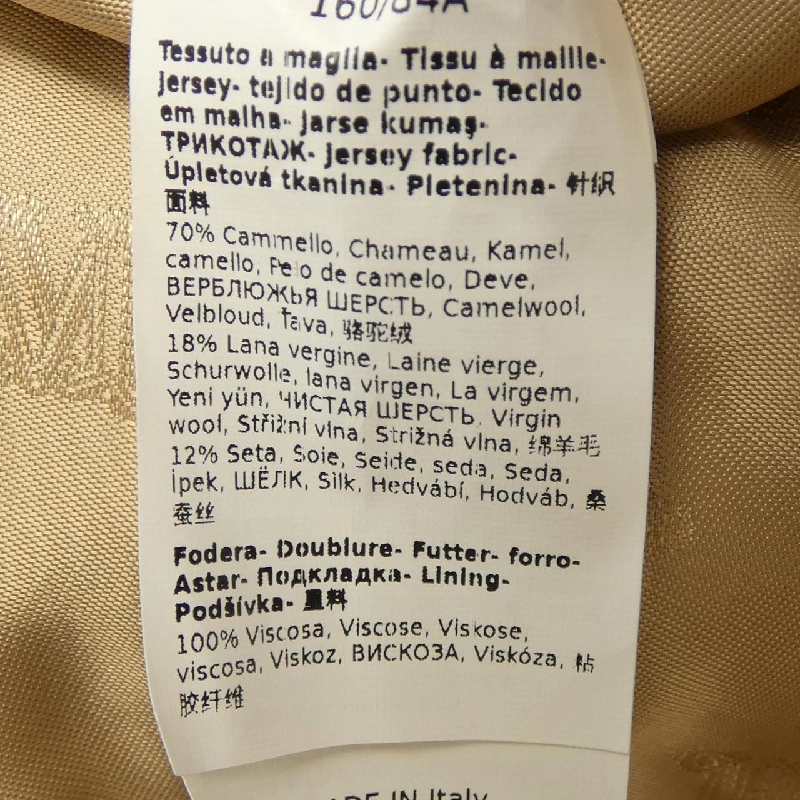 160/84A
Tessuto a maglia- Tissu à maille-
jersey- tejido de punto- Tecido
em malha- Jarse kumaş-
ТРИКОТАЖ- Jersey fabric-
Úpletová tkanina- Pletenina- 针织
面料
70% Cammello, Chameau, Kamel,
camello, Pelo de camelo, Deve,
ВЕРБЛЮЖЬЯ ШЕРСТЬ, Camelwool,
Velbloud, Ťava, 骆驼绒
18% Lana vergine, Laine vierge,
Schurwolle, lana virgen, La virgem,
Yeni yün, ЧИСТАЯ ШЕРСТЬ, Virgin
wool, Střižní vlna, Strižná vlna, 绵羊毛
12% Seta, Soie, Seide, seda, Seda,
İpek, ШЁЛК, Silk, Hedvábí, Hodváb, 桑
蚕丝
Fodera- Doublure- Futter- forro-
Astar- Подкладка- Lining-
Podšívka- 里料
100% Viscosa, Viscose, Viskose,
viscosa, Viskoz, ВИСКОЗА, Viskóza, 粘
胶纤维
MADE IN Italy